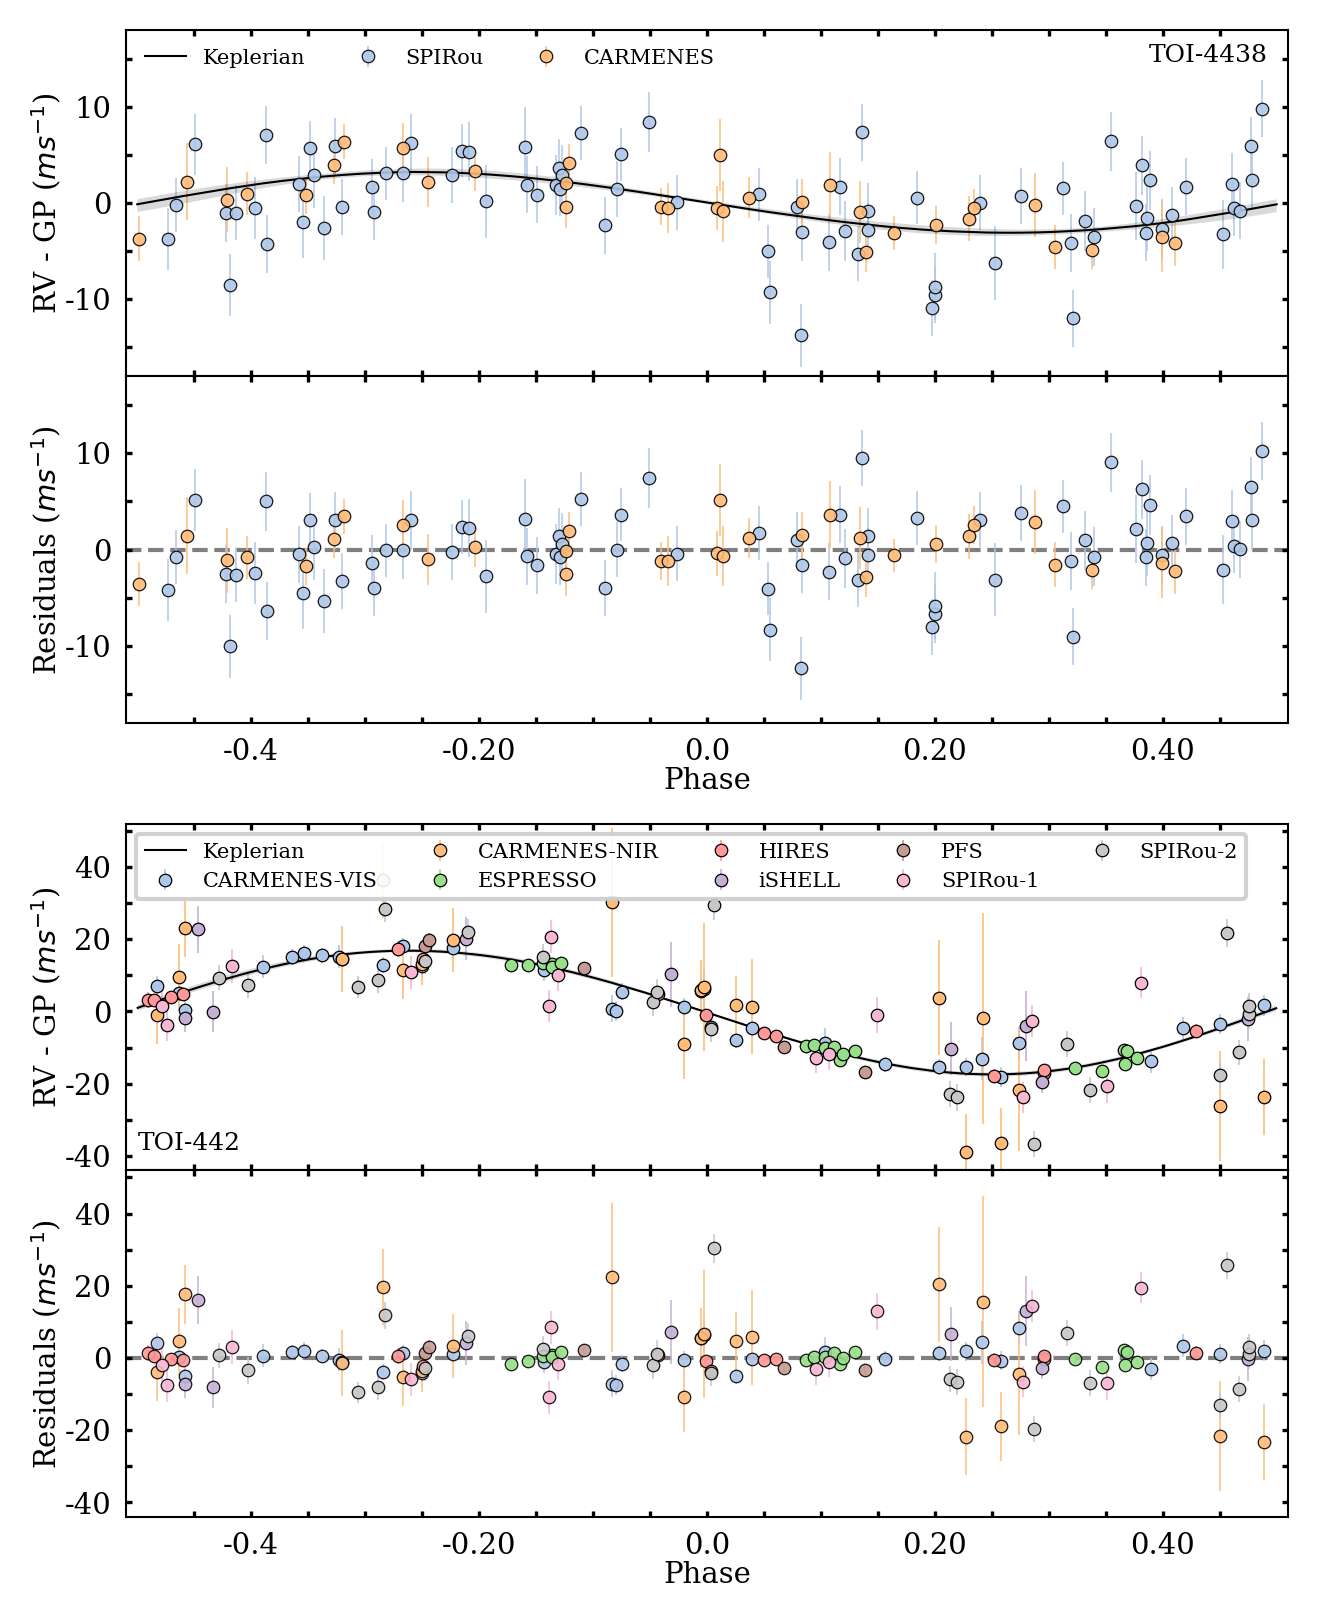 Keplerian SPIRou CARMENES TOI-4438
10
0
-10
RV - GP (ms⁻¹)
10
0
-10
Residuals (ms⁻¹)
-0.4 -0.20 0.0 0.20 0.40
Phase
Keplerian CARMENES-NIR HIRES PFS SPIRou-2
CARMENES-VIS ESPRESSO iSHELL SPIRou-1
40
20
0
-20
-40
RV - GP (ms⁻¹)
TOI-442
40
20
0
-20
-40
Residuals (ms⁻¹)
-0.4 -0.20 0.0 0.20 0.40
Phase